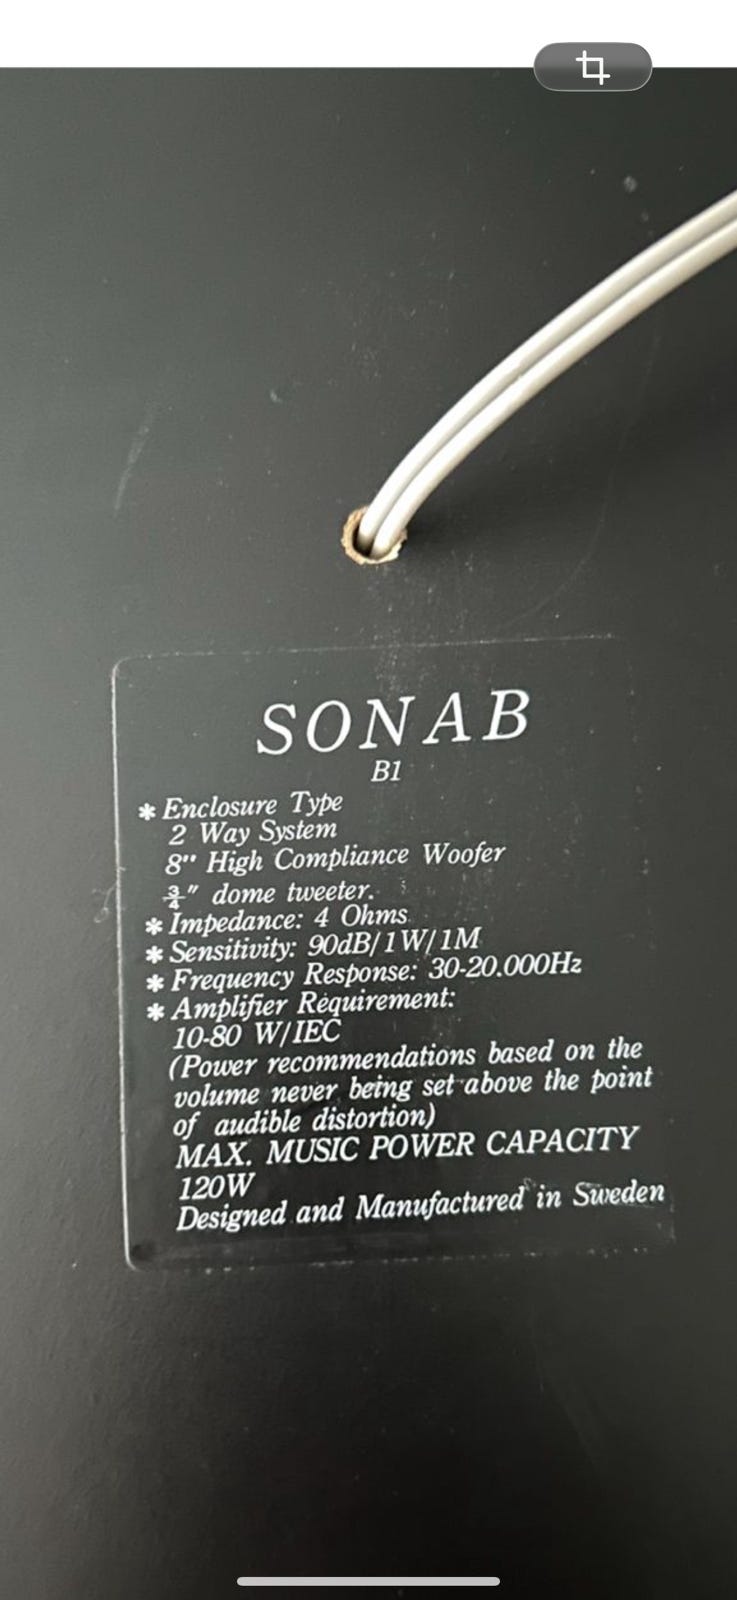 SONAB
B1
* Enclosure Type
2 Way System
8" High Compliance Woofer
¾" dome tweeter.
* Impedance: 4 Ohms
* Sensitivity: 90dB/1W/1M
* Frequency Response: 30-20.000Hz
* Amplifier Requirement:
10-80 W/IEC
(Power recommendations based on the
volume never being set above the point
of audible distortion)
MAX. MUSIC POWER CAPACITY
120W
Designed and Manufactured in Sweden